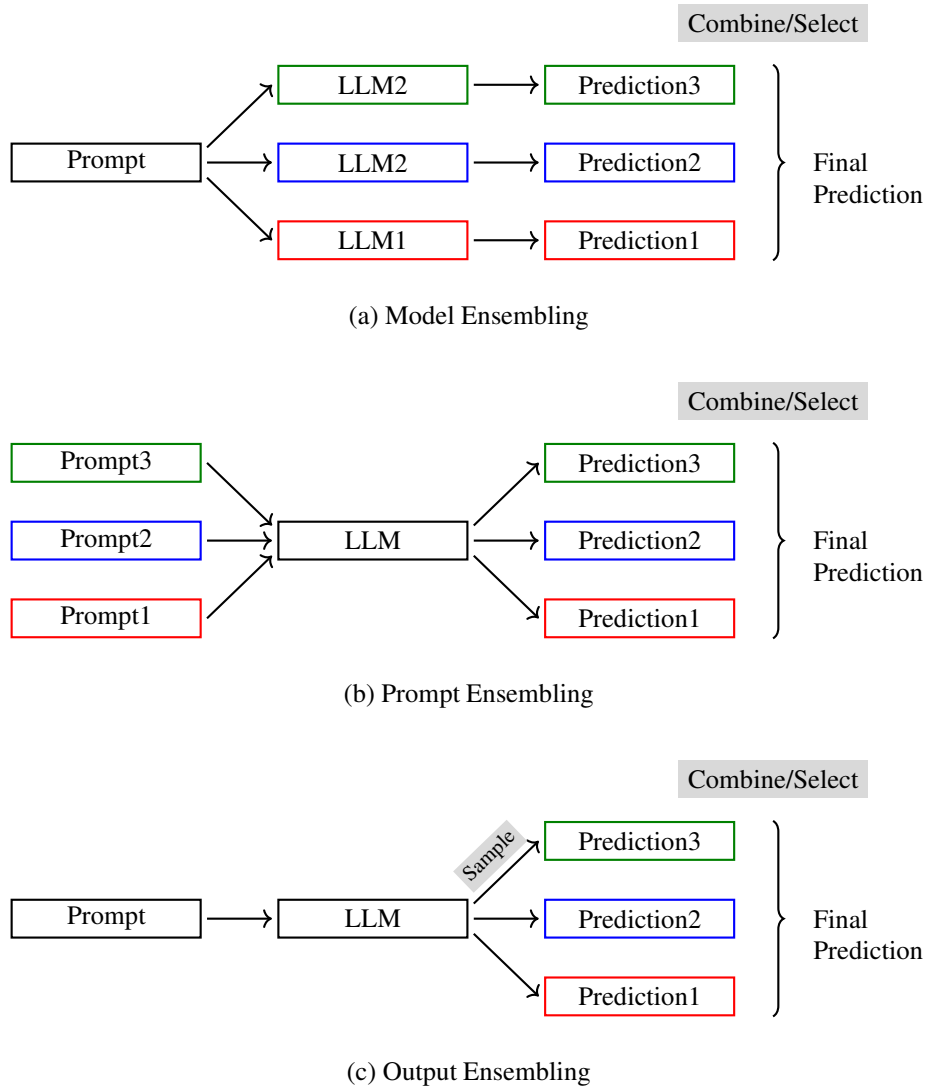 Combine/Select
LLM2
Prediction3
Prompt
LLM2
Prediction2
Final
Prediction
LLM1
Prediction1
(a) Model Ensembling
Combine/Select
Prompt3
Prediction3
Prompt2
LLM
Prediction2
Final
Prediction
Prompt1
Prediction1
(b) Prompt Ensembling
Combine/Select
Sample
Prediction3
Prompt
LLM
Prediction2
Final
Prediction
Prediction1
(c) Output Ensembling